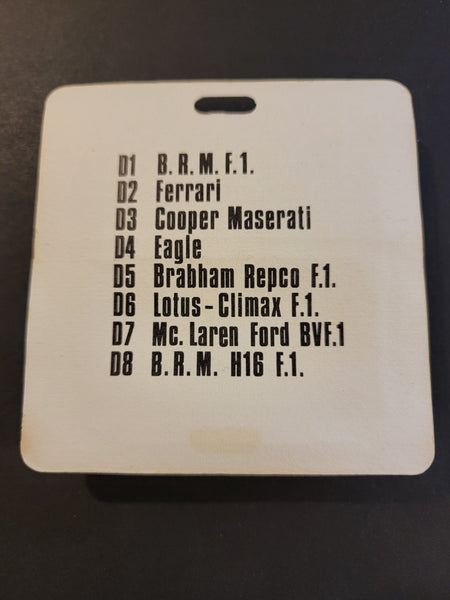 D1 B.R.M. F.1.
D2 Ferrari
D3 Cooper Maserati
D4 Eagle
D5 Brabham Repco F.1.
D6 Lotus-Climax F.1.
D7 Mc. Laren Ford BVF.1
D8 B.R.M. H16 F.1.